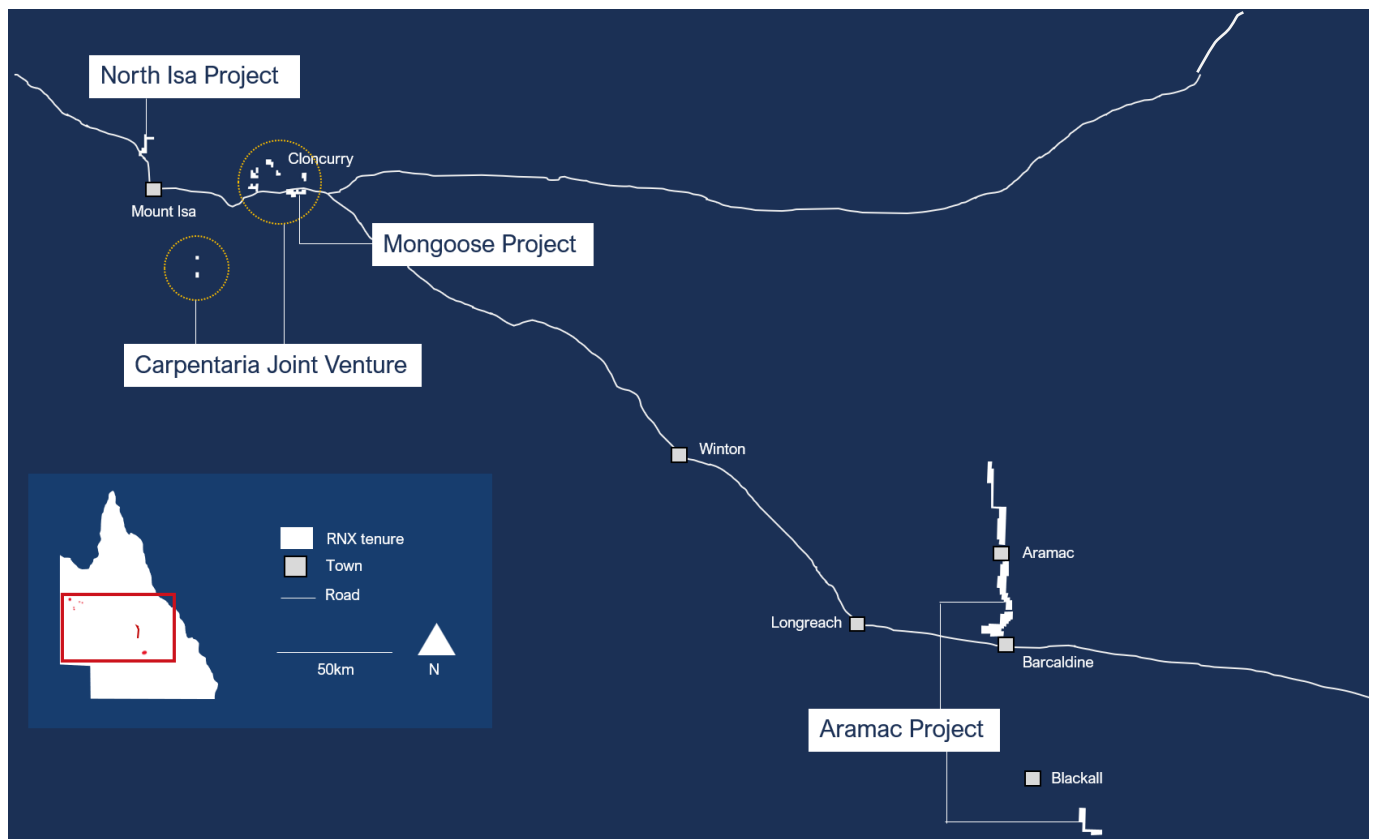 North Isa Project
Cloncurry
Mount Isa
Mongoose Project
Carpentaria Joint Venture
Winton
RNX tenure
Town
Road
50km
N
Aramac
Longreach
Barcaldine
Aramac Project
Blackall